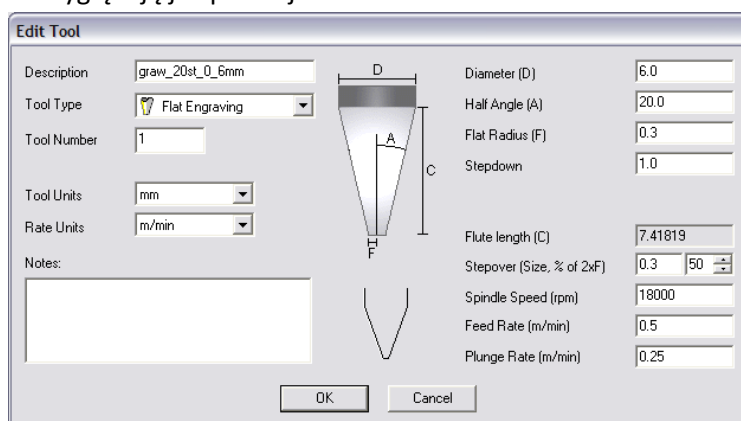 Edit Tool
Description graw_20st_0_6mm
Tool Type Flat Engraving
Tool Number 1
Tool Units mm
Rate Units m/min
Notes:
D
A
C
F
Diameter (D) 6.0
Half Angle (A) 20.0
Flat Radius (F) 0.3
Stepdown 1.0
Flute length (C) 7.41819
Stepover (Size, % of 2xF) 0.3 50
Spindle Speed (rpm) 18000
Feed Rate (m/min) 0.5
Plunge Rate (m/min) 0.25
OK Cancel